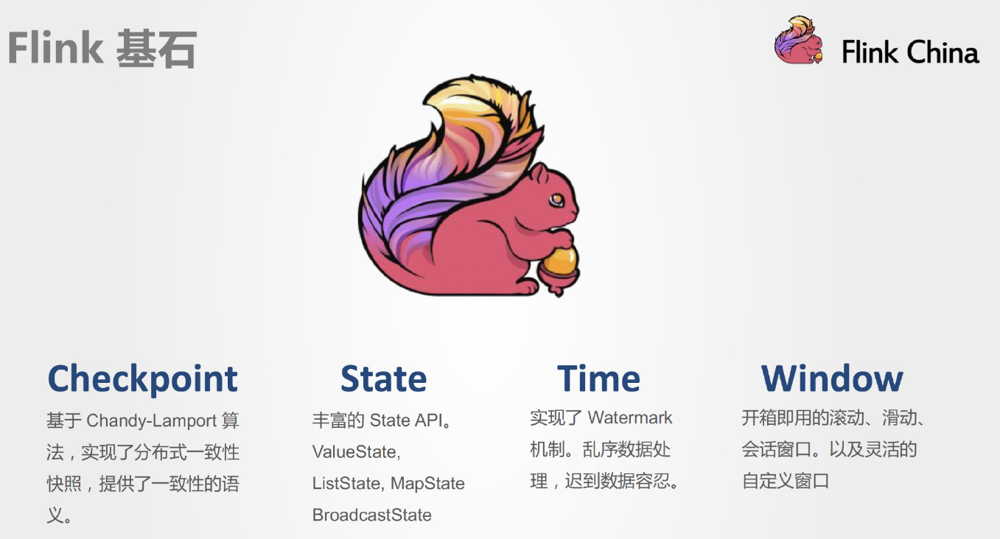 Flink 基石
Flink China
Checkpoint
基于 Chandy-Lamport 算
法，实现了分布式一致性
快照，提供了一致性的语
义。
State
丰富的 State API。
ValueState,
ListState, MapState
BroadcastState
Time
实现了 Watermark
机制。乱序数据处
理，迟到数据容忍。
Window
开箱即用的滚动、滑动、
会话窗口。以及灵活的
自定义窗口